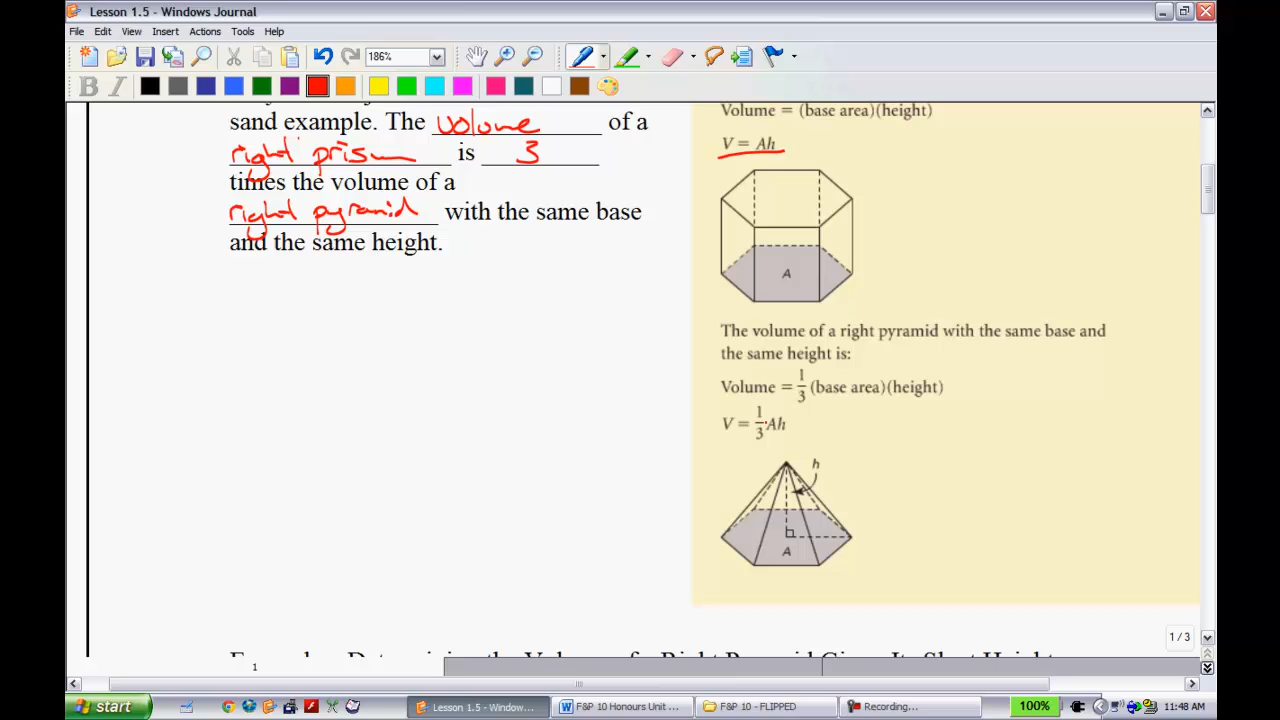 Lesson 1.5 - Windows Journal
File Edit View Insert Actions Tools Help
186%
B I
sand example. The volume of a
right prism is 3
times the volume of a
right pyramid with the same base
and the same height.
Volume = (base area)(height)
V = Ah
A
The volume of a right pyramid with the same base and
the same height is:
Volume = 1/3 (base area)(height)
V = 1/3 Ah
h
A
1 / 3
1
start
Lesson 1.5 - Window...
F&P 10 Honours Unit ...
F&P 10 - FLIPPED
Recording...
100%
11:48 AM